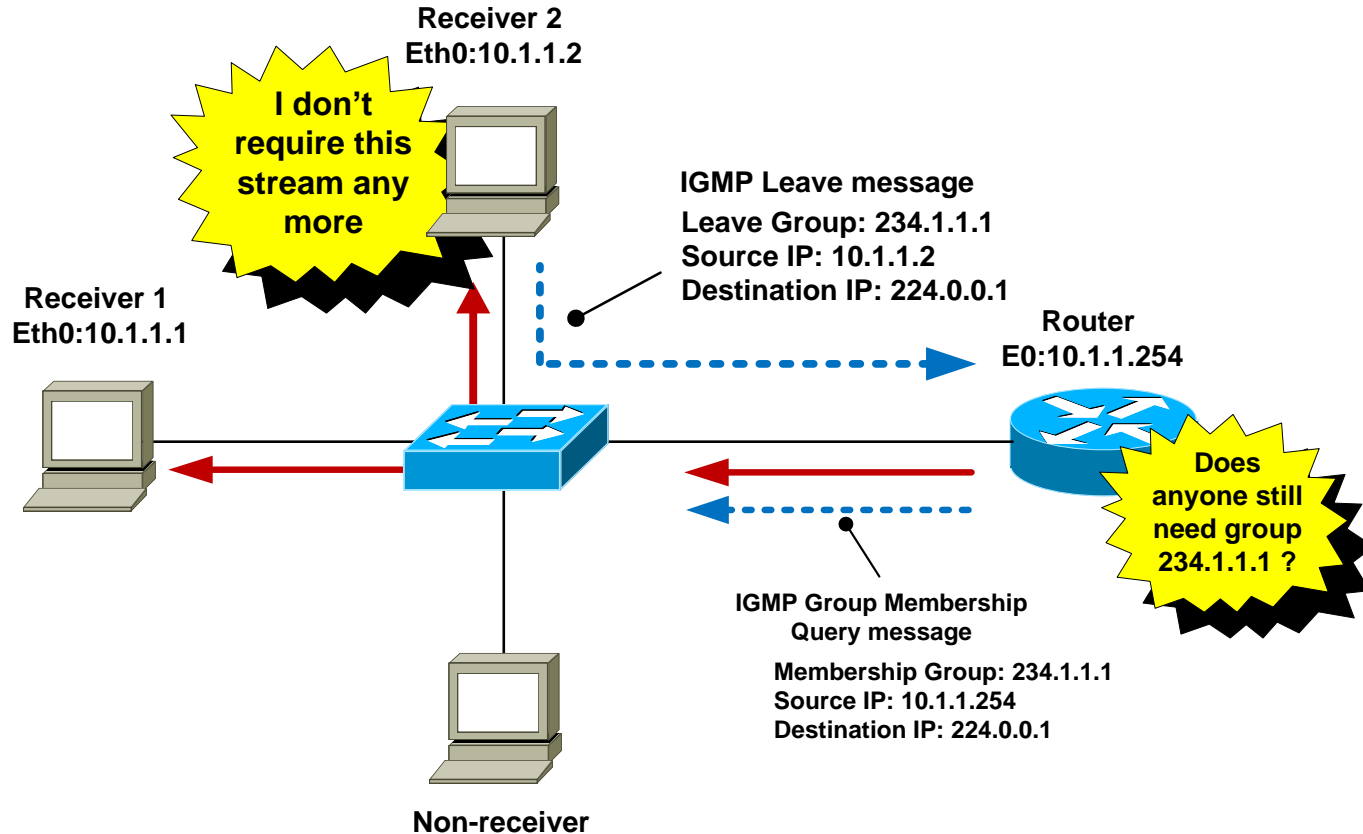 Receiver 2
Eth0:10.1.1.2
I don’t
require this
stream any
more
IGMP Leave message
Leave Group: 234.1.1.1
Source IP: 10.1.1.2
Destination IP: 224.0.0.1
Receiver 1
Eth0:10.1.1.1
Router
E0:10.1.1.254
Does
anyone still
need group
234.1.1.1 ?
IGMP Group Membership
Query message
Membership Group: 234.1.1.1
Source IP: 10.1.1.254
Destination IP: 224.0.0.1
Non-receiver